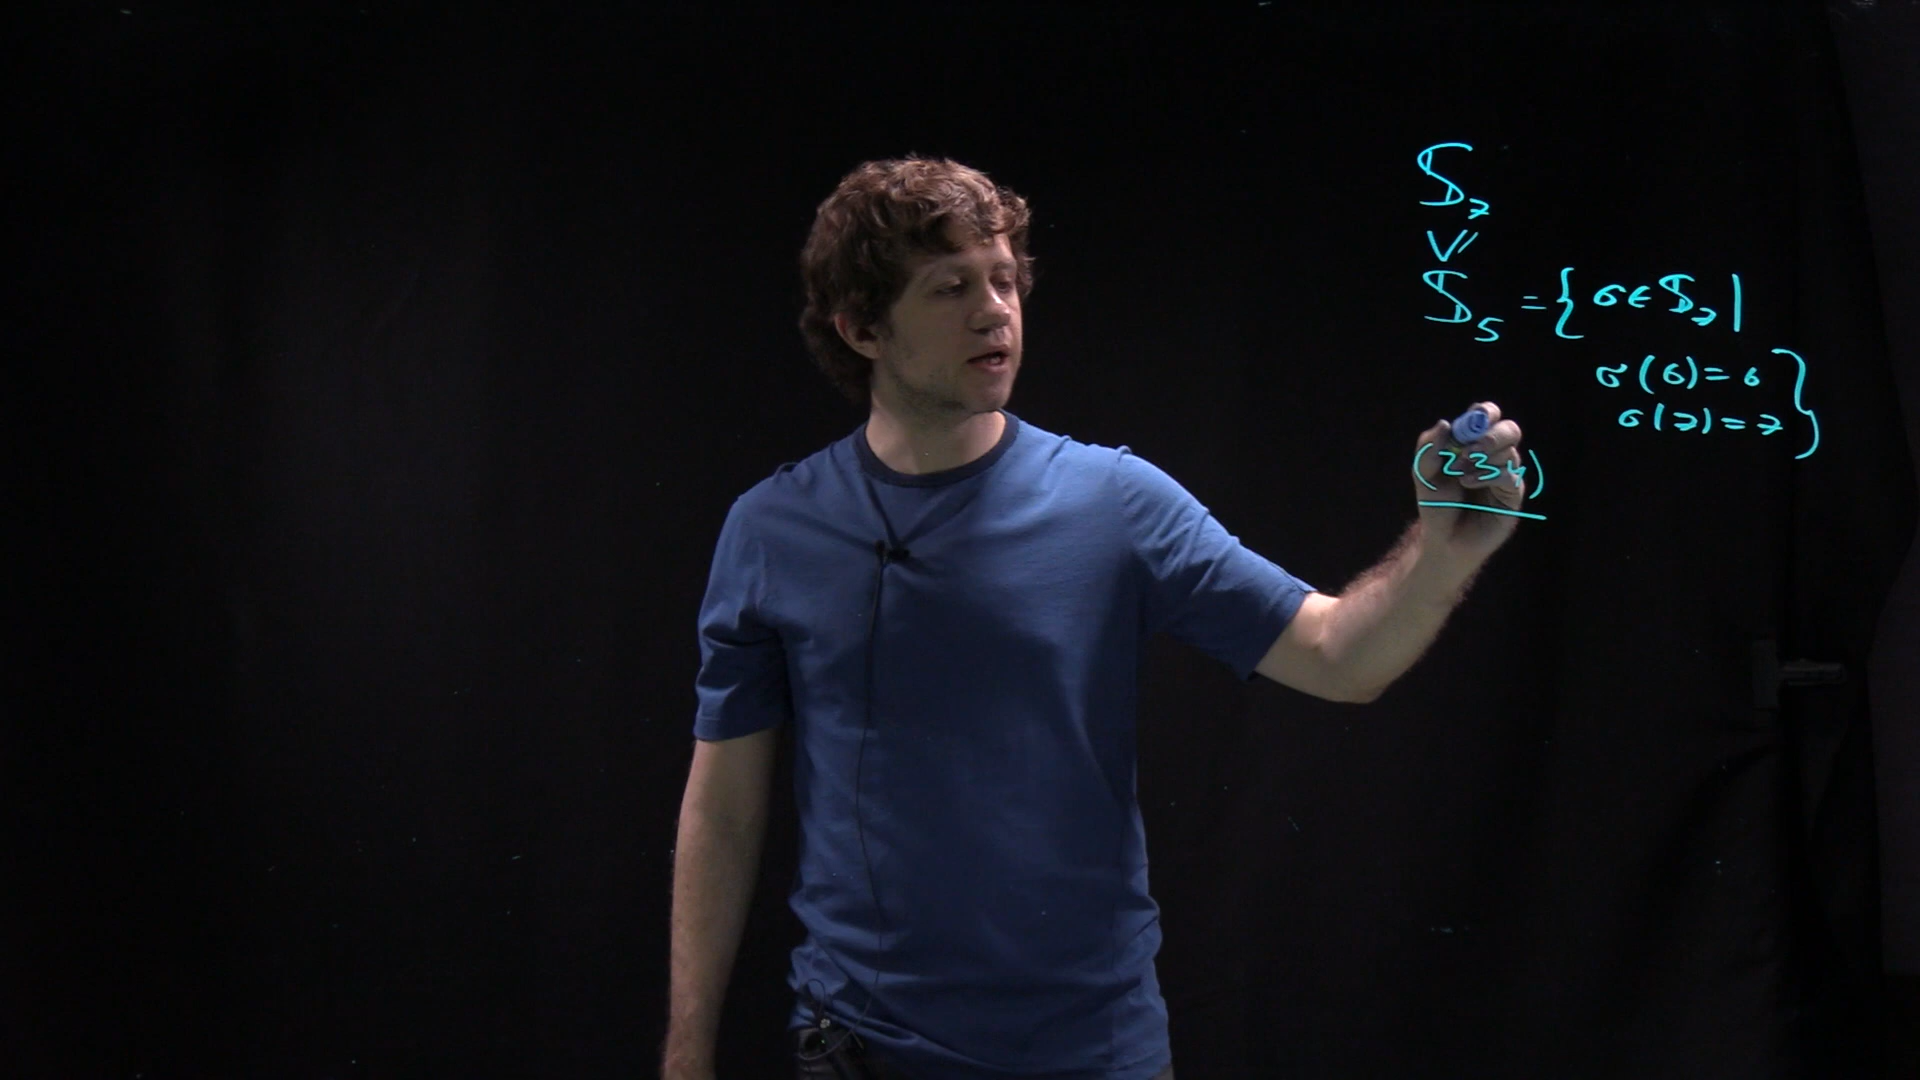 𝕊₇
∨∥
𝕊₅ = { σ ∈ 𝕊₇ |
σ(6) = 6
σ(7) = 7 }
(234)